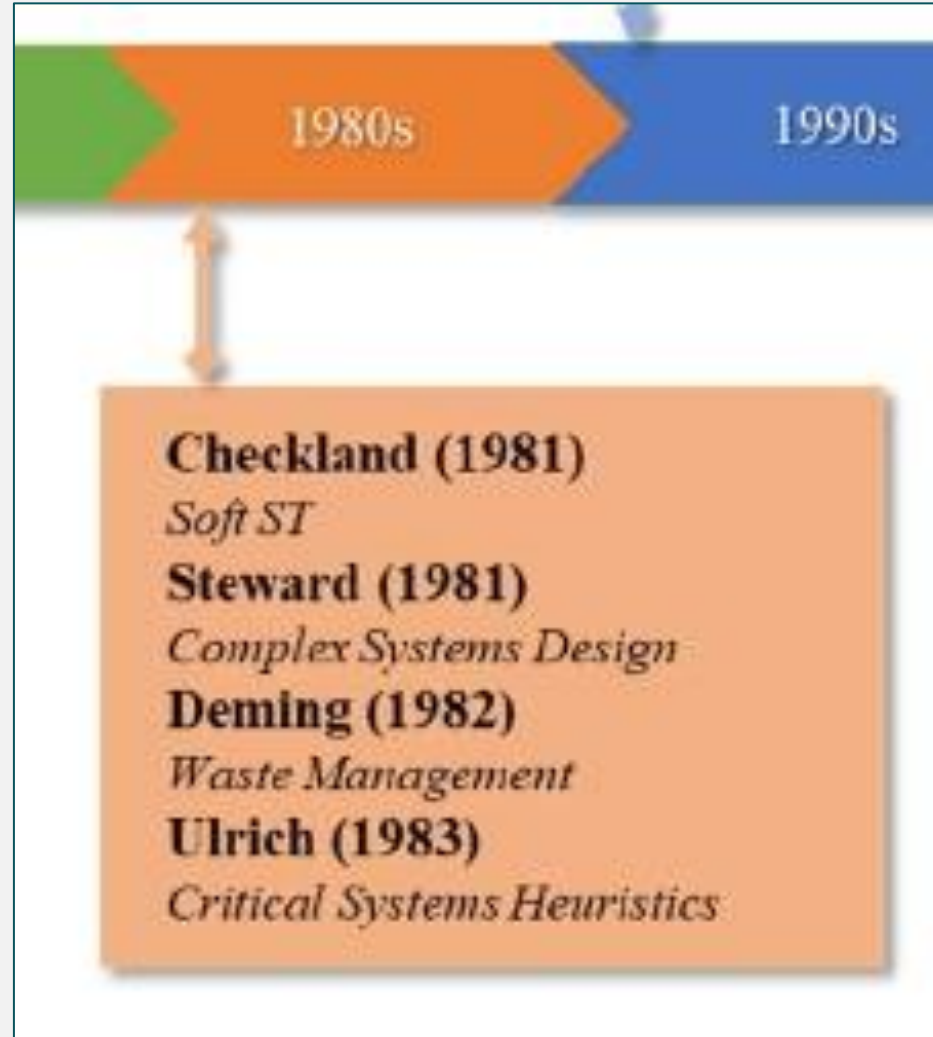 1980s
1990s
Checkland (1981)
Soft ST
Steward (1981)
Complex Systems Design
Deming (1982)
Waste Management
Ulrich (1983)
Critical Systems Heuristics